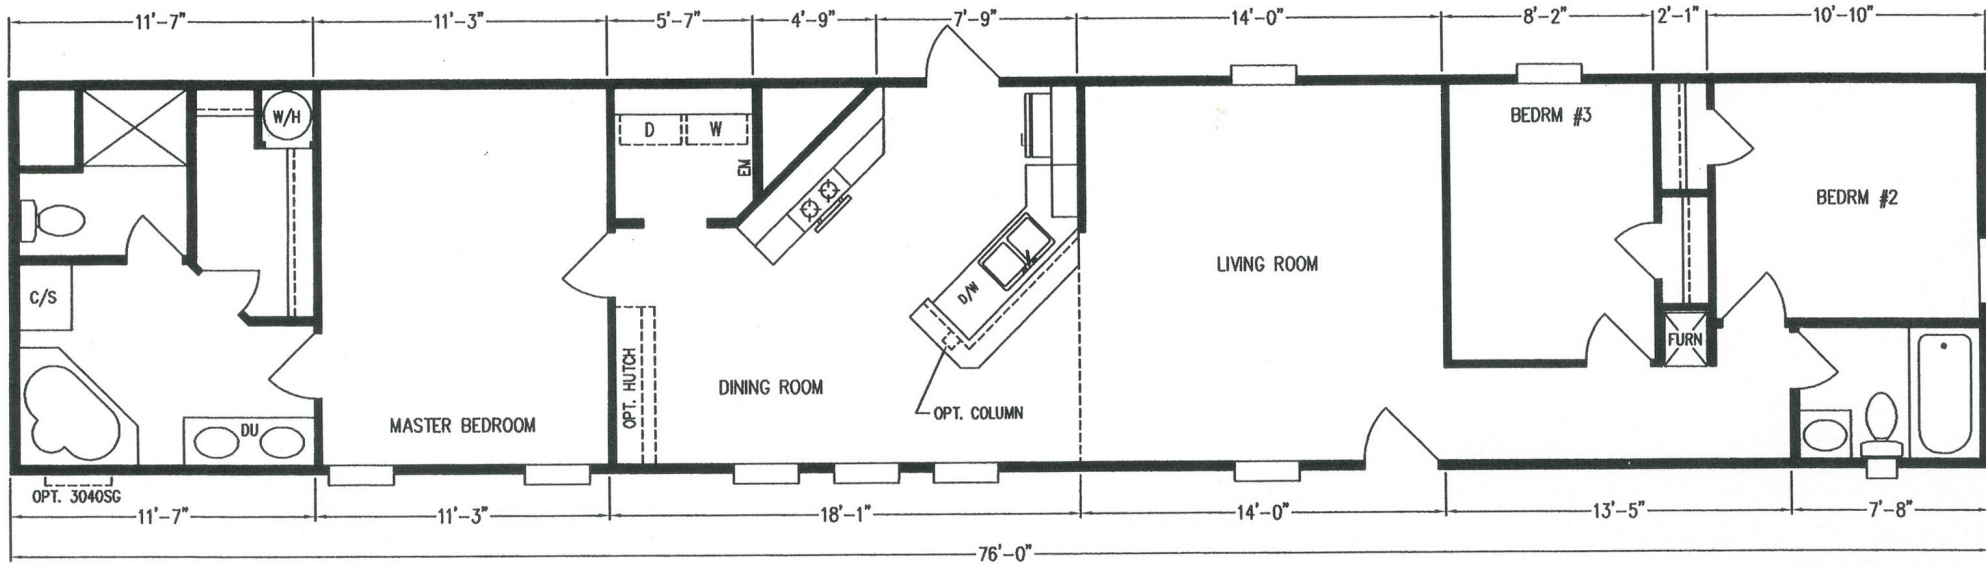 11'-7"
11'-3"
5'-7"
4'-9"
7'-9"
14'-0"
8'-2"
2'-1"
10'-10"
W/H
D
W
EM
BEDRM #3
BEDRM #2
LIVING ROOM
C/S
D/W
FURN
OPT. HUTCH
DINING ROOM
OPT. COLUMN
MASTER BEDROOM
DU
OPT. 3040SG
11'-7"
11'-3"
18'-1"
14'-0"
13'-5"
7'-8"
76'-0"